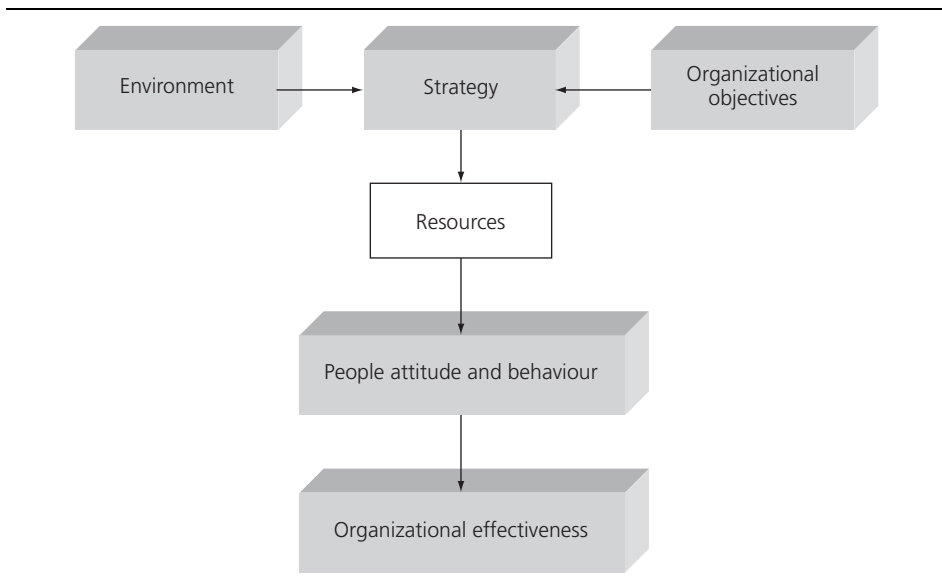 Environment
Strategy
Organizational
objectives
Resources
People attitude and behaviour
Organizational effectiveness